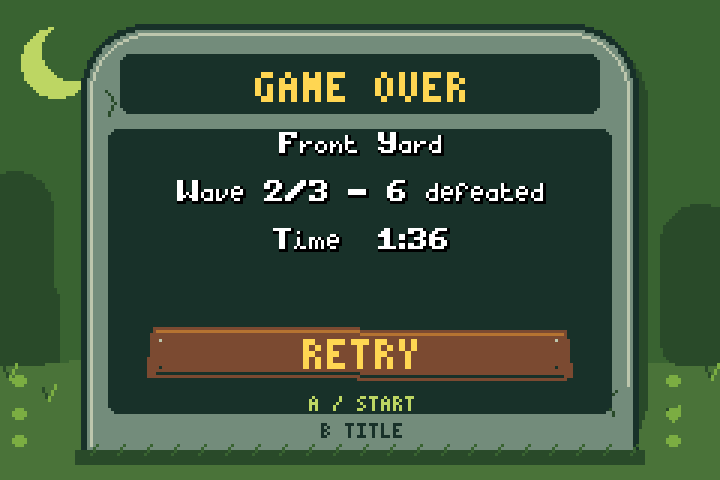 GAME OVER
Front Yard
Wave 2/3 - 6 defeated
Time 1:36
RETRY
A / START
B TITLE